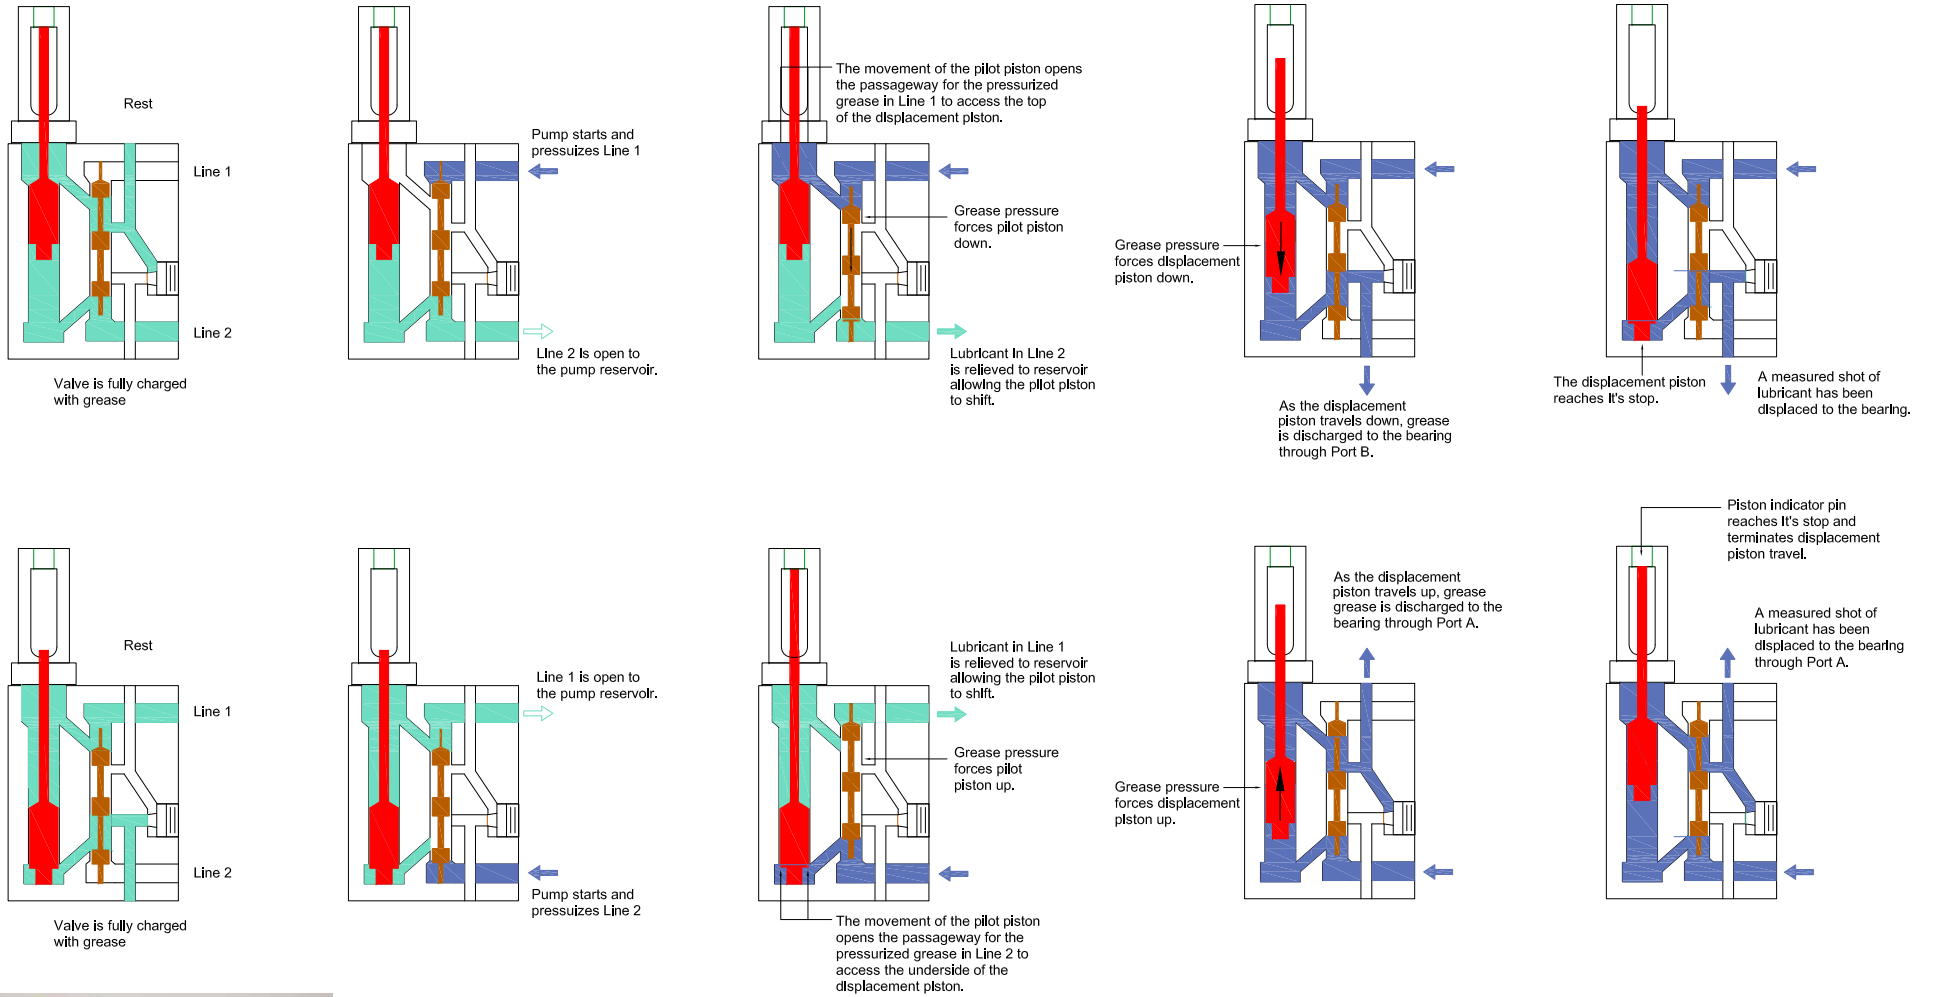 Rest
Line 1
Line 2
Valve is fully charged
with grease
Pump starts and
pressuizes Line 1
LIne 2 is open to
the pump reservoir.
The movement of the pilot piston opens
the passageway for the pressurized
grease in Line 1 to access the top
of the displacement piston.
Grease pressure
forces pilot piston
down.
Lubricant in Line 2
is relieved to reservoir
allowing the pilot piston
to shift.
Grease pressure
forces displacement
piston down.
As the displacement
piston travels down, grease
is discharged to the bearing
through Port B.
The displacement piston
reaches It's stop.
A measured shot of
lubricant has been
displaced to the bearing.
Rest
Line 1
Line 2
Valve is fully charged
with grease
Line 1 is open to
the pump reservoir.
Pump starts and
pressuizes Line 2
Lubricant in Line 1
is relieved to reservoir
allowing the pilot piston
to shift.
Grease pressure
forces pilot
piston up.
The movement of the pilot piston
opens the passageway for the
pressurized grease in Line 2 to
access the underside of the
displacement piston.
As the displacement
piston travels up, grease
grease is discharged to the
bearing through Port A.
Grease pressure
forces displacement
piston up.
Piston indicator pin
reaches It's stop and
terminates displacement
piston travel.
A measured shot of
lubricant has been
displaced to the bearing
through Port A.